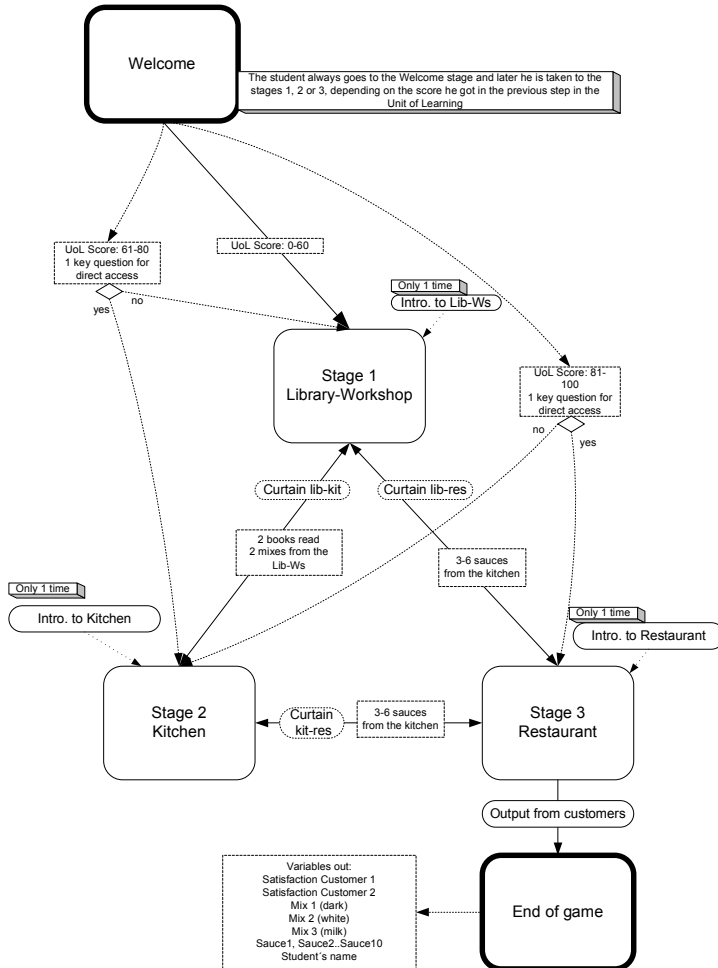 Welcome
The student always goes to the Welcome stage and later he is taken to the
stages 1, 2 or 3, depending on the score he got in the previous step in the
Unit of Learning
UoL Score: 61-80
1 key question for
direct access
yes
no
UoL Score: 0-60
Only 1 time
Intro. to Lib-Ws
Stage 1
Library-Workshop
UoL Score: 81-
100
1 key question for
direct access
no
yes
Curtain lib-kit
Curtain lib-res
2 books read
2 mixes from the
Lib-Ws
3-6 sauces
from the kitchen
Only 1 time
Intro. to Kitchen
Only 1 time
Intro. to Restaurant
Stage 2
Kitchen
Curtain
kit-res
3-6 sauces
from the kitchen
Stage 3
Restaurant
Output from customers
Variables out:
Satisfaction Customer 1
Satisfaction Customer 2
Mix 1 (dark)
Mix 2 (white)
Mix 3 (milk)
Sauce1, Sauce2..Sauce10
Student´s name
End of game